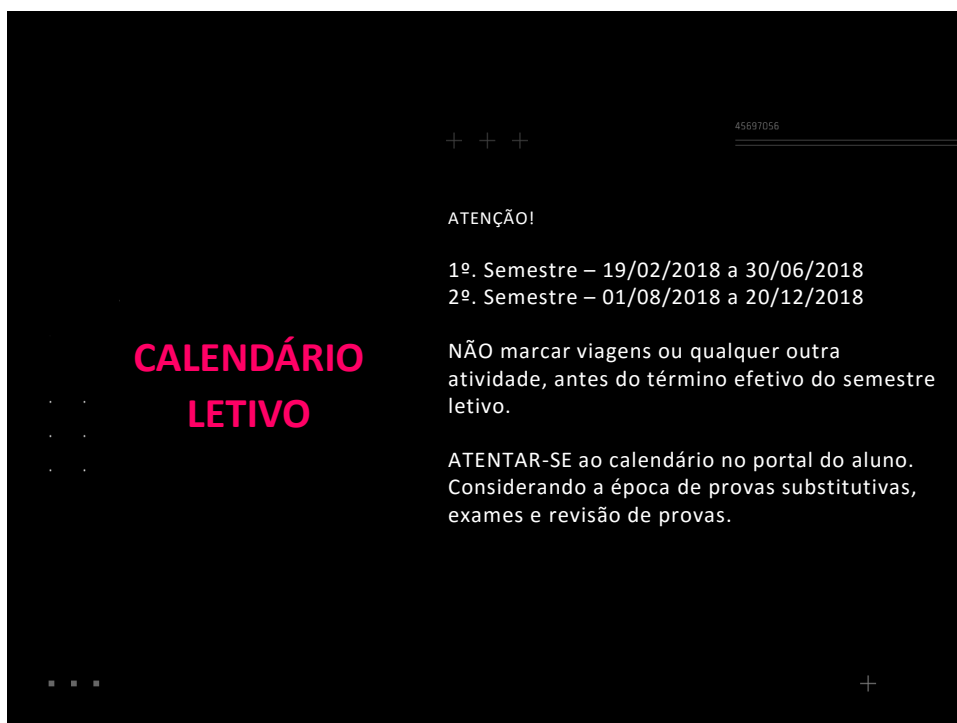 45697056
ATENÇÃO!
1º. Semestre – 19/02/2018 a 30/06/2018
2º. Semestre – 01/08/2018 a 20/12/2018
CALENDÁRIO
LETIVO
NÃO marcar viagens ou qualquer outra
atividade, antes do término efetivo do semestre
letivo.
ATENTAR-SE ao calendário no portal do aluno.
Considerando a época de provas substitutivas,
exames e revisão de provas.